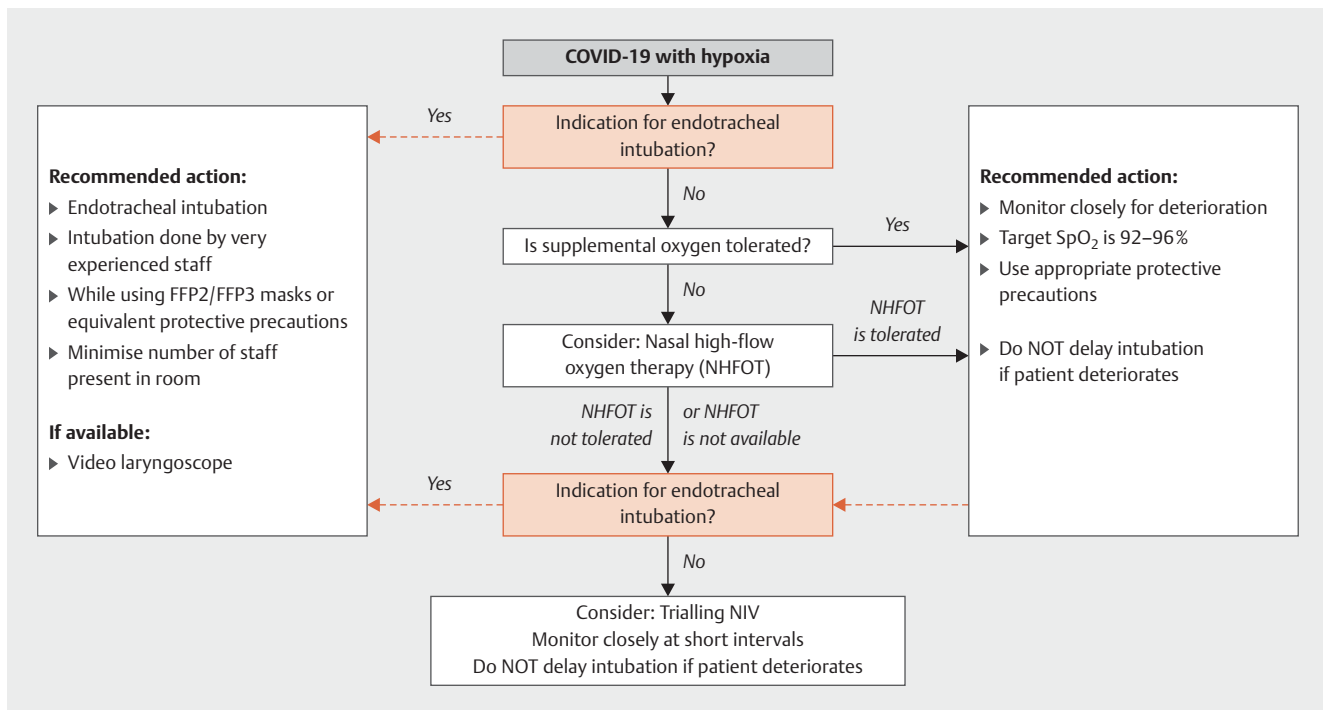 COVID-19 with hypoxia
Yes
Indication for endotracheal
intubation?
No
Recommended action:
▶ Endotracheal intubation
▶ Intubation done by very
experienced staff
▶ While using FFP2/FFP3 masks or
equivalent protective precautions
▶ Minimise number of staff
present in room
If available:
▶ Video laryngoscope
Is supplemental oxygen tolerated?
Yes
No
Consider: Nasal high-flow
oxygen therapy (NHFOT)
NHFOT
is tolerated
Recommended action:
▶ Monitor closely for deterioration
▶ Target SpO₂ is 92–96%
▶ Use appropriate protective
precautions
▶ Do NOT delay intubation
if patient deteriorates
NHFOT is
not tolerated
or NHFOT
is not available
Yes
Indication for endotracheal
intubation?
No
Consider: Trialling NIV
Monitor closely at short intervals
Do NOT delay intubation if patient deteriorates